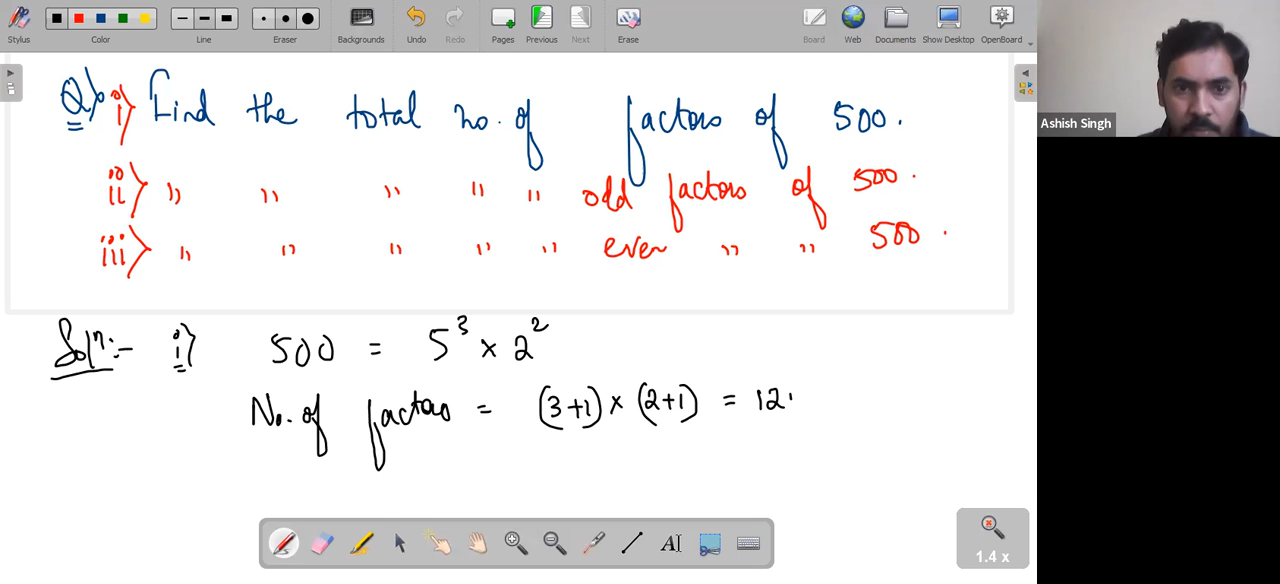 Stylus Color Line Eraser Backgrounds Undo Redo Pages Previous Next Erase Board Web Documents Show Desktop OpenBoard
Q> i> Find the total no. of factors of 500.
ii> " " " " " odd factors of 500.
iii> " " " " " even " " 500.
Ashish Singh
Solⁿ:- i> 500 = 5³ × 2²
No. of factors = (3+1) × (2+1) = 12.
AI
1.4 x